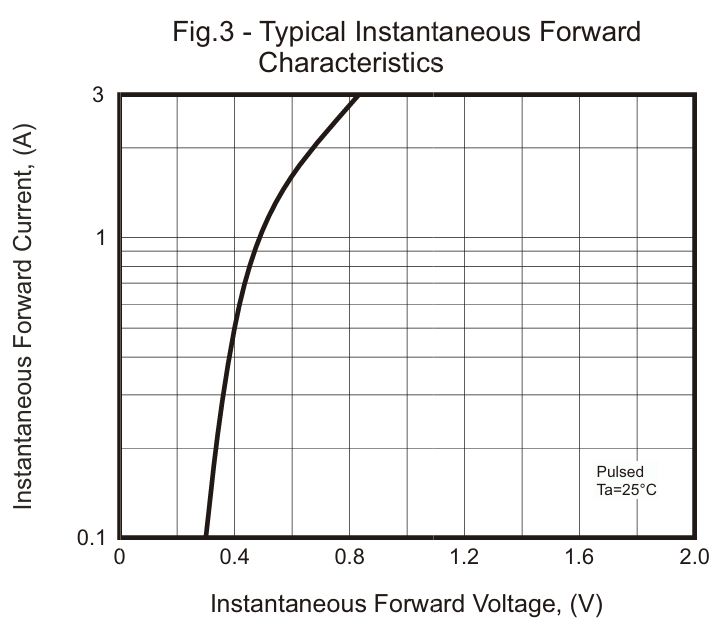 Fig.3 - Typical Instantaneous Forward
Characteristics
Instantaneous Forward Current, (A)
3
1
0.1
Pulsed
Ta=25°C
0 0.4 0.8 1.2 1.6 2.0
Instantaneous Forward Voltage, (V)